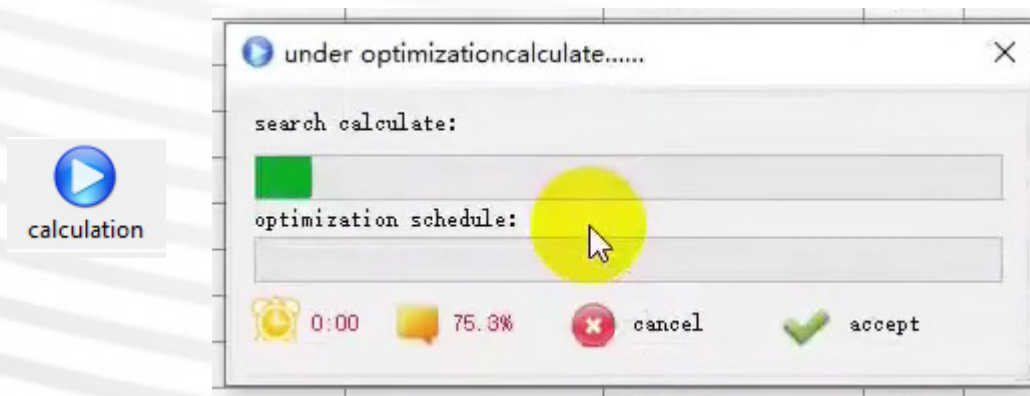 under optimizationcalculate......
search calculate:
calculation
optimization schedule:
0:00 75.3% cancel accept